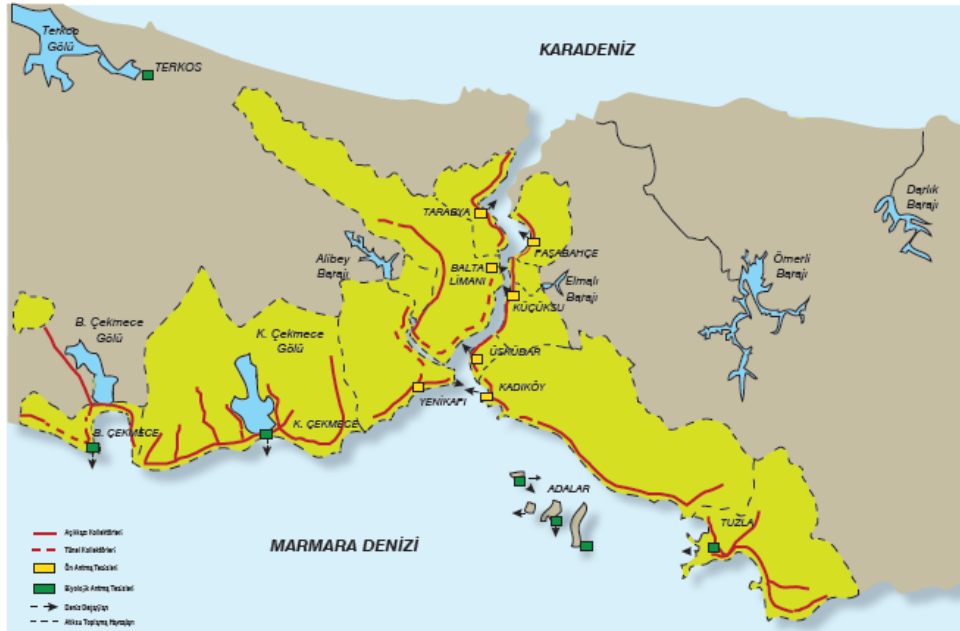 Terkos
Gölü
TERKOS
KARADENİZ
TARABYA
PAŞABAHÇE
Darlık
Barajı
Alibey
Barajı
BALTA
LİMANI
Elmalı
Barajı
Ömerli
Barajı
KÜÇÜKSU
B. Çekmece
Gölü
K. Çekmece
Gölü
ÜSKÜDAR
YENİKAPI
KADIKÖY
B. ÇEKMECE
K. ÇEKMECE
ADALAR
TUZLA
MARMARA DENİZİ
Kollektörleri
Tünel Kollektörleri
Ön Arıtma Tesisleri
Biyolojik Arıtma Tesisleri
Deniz Deşarjları
Atıksu Toplama Havzaları